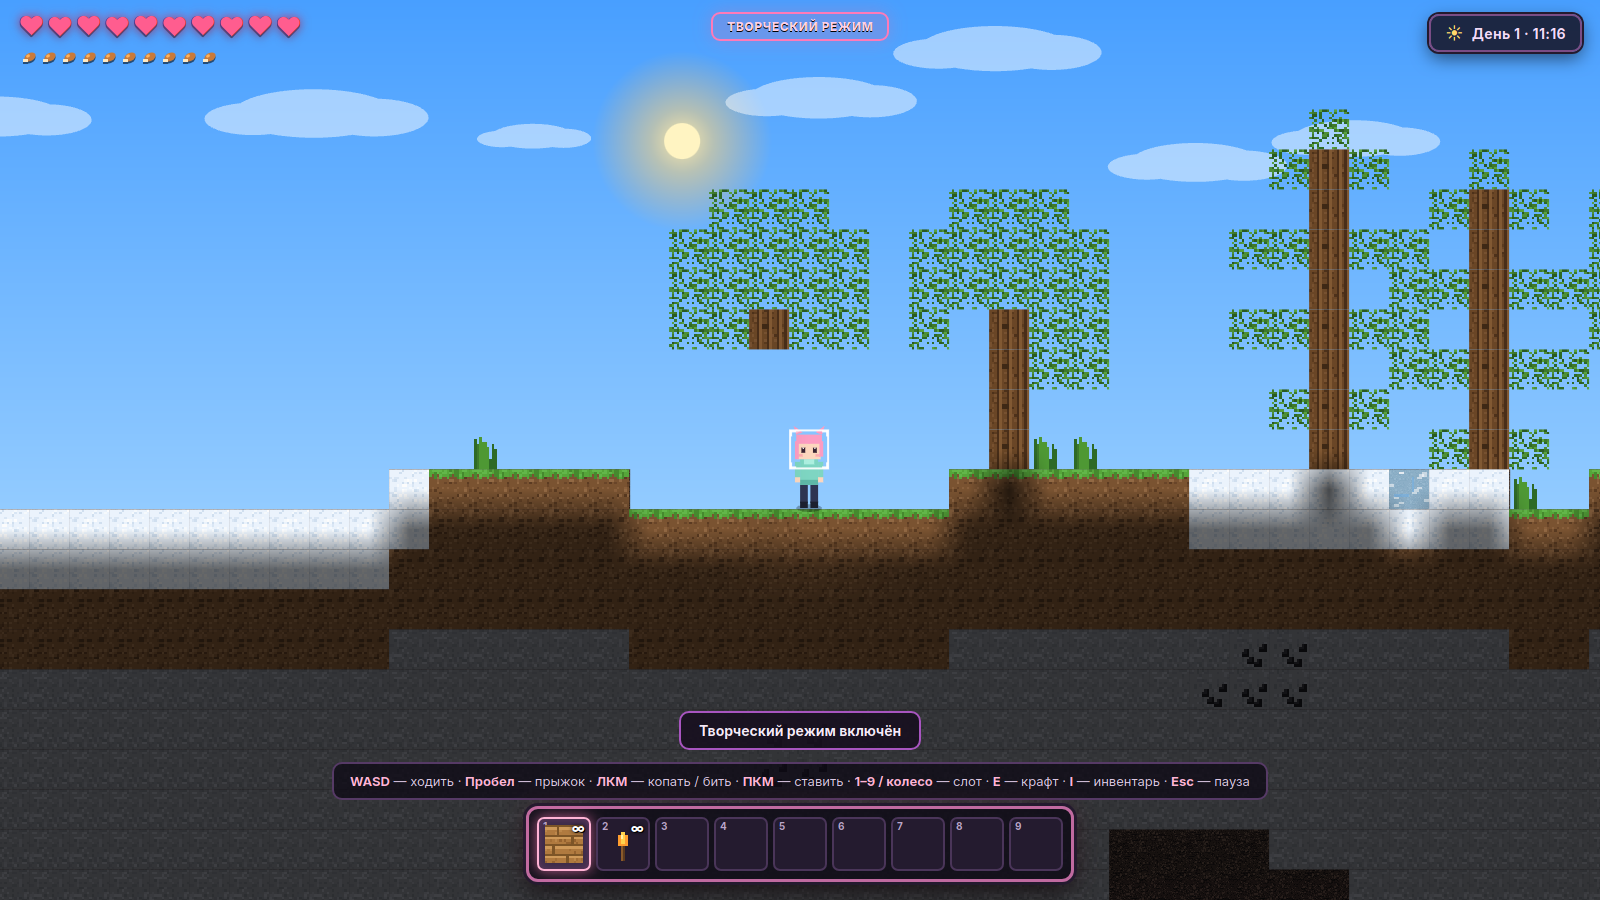 ТВОРЧЕСКИЙ РЕЖИМ
День 1 · 11:16
Творческий режим включён
WASD — ходить · Пробел — прыжок · ЛКМ — копать / бить · ПКМ — ставить · 1–9 / колесо — слот · E — крафт · I — инвентарь · Esc — пауза
1 ∞ 2 ∞ 3 4 5 6 7 8 9